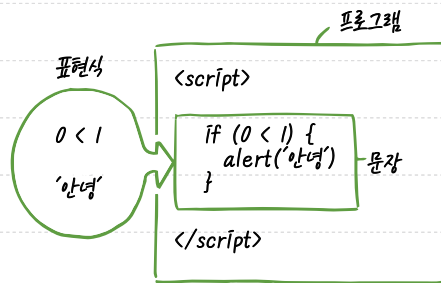 프로그램
표현식
<script>
0 < 1
if (0 < 1) {
alert('안녕')
문장
'안녕'
}
</script>